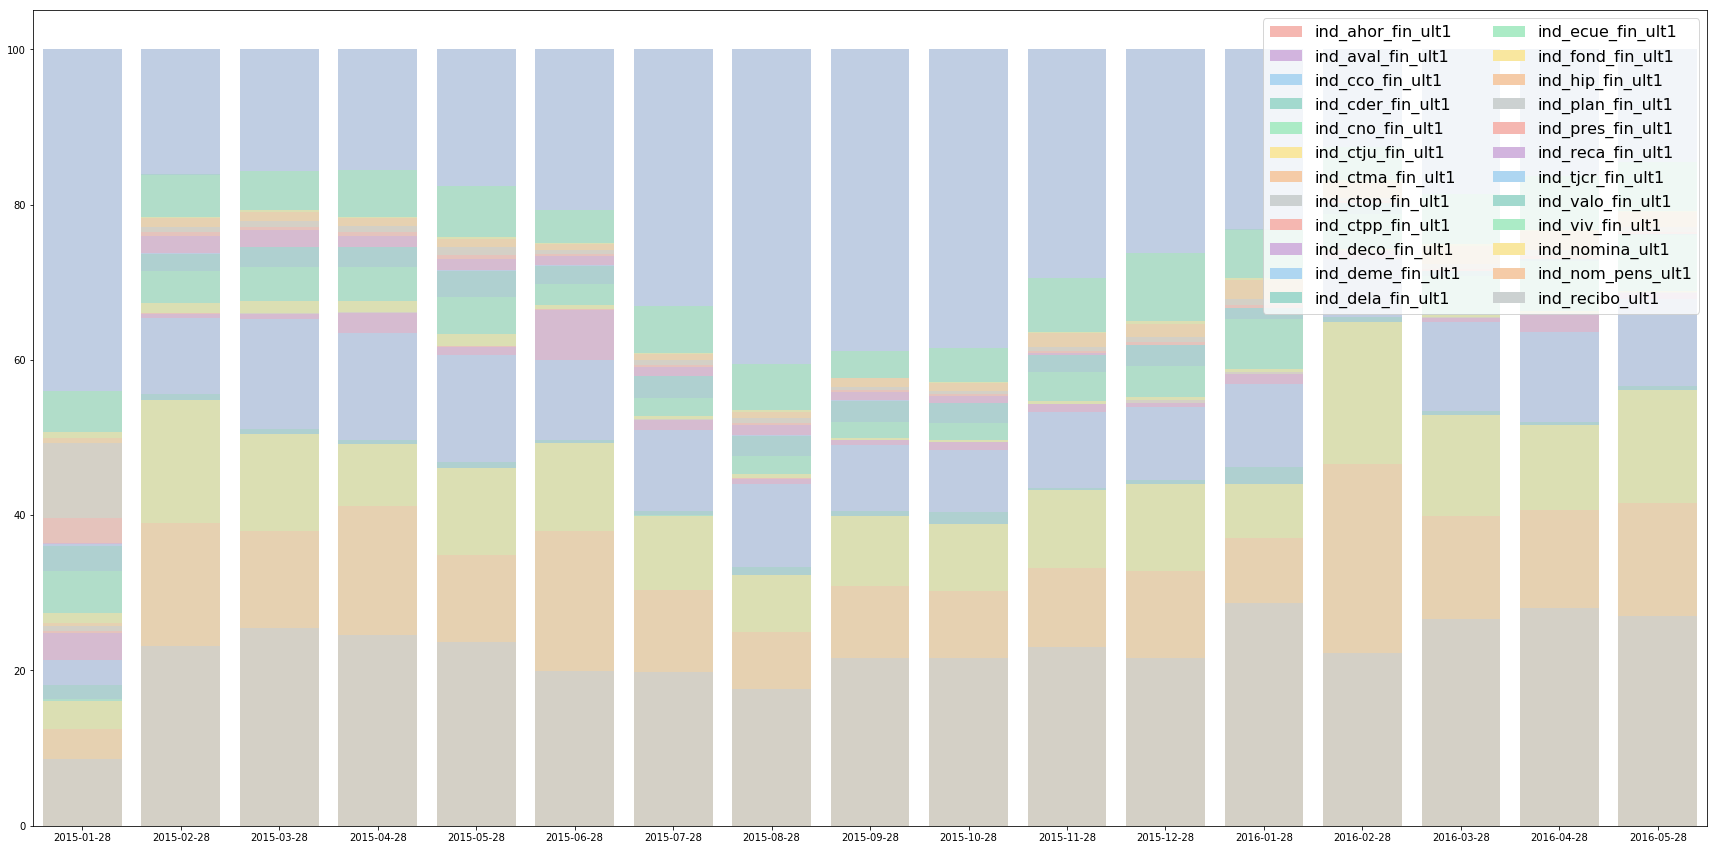 100
80
60
40
20
0
ind_ahor_fin_ult1
ind_aval_fin_ult1
ind_cco_fin_ult1
ind_cder_fin_ult1
ind_cno_fin_ult1
ind_ctju_fin_ult1
ind_ctma_fin_ult1
ind_ctop_fin_ult1
ind_ctpp_fin_ult1
ind_deco_fin_ult1
ind_deme_fin_ult1
ind_dela_fin_ult1
ind_ecue_fin_ult1
ind_fond_fin_ult1
ind_hip_fin_ult1
ind_plan_fin_ult1
ind_pres_fin_ult1
ind_reca_fin_ult1
ind_tjcr_fin_ult1
ind_valo_fin_ult1
ind_viv_fin_ult1
ind_nomina_ult1
ind_nom_pens_ult1
ind_recibo_ult1
2015-01-28 2015-02-28 2015-03-28 2015-04-28 2015-05-28 2015-06-28 2015-07-28 2015-08-28 2015-09-28 2015-10-28 2015-11-28 2015-12-28 2016-01-28 2016-02-28 2016-03-28 2016-04-28 2016-05-28